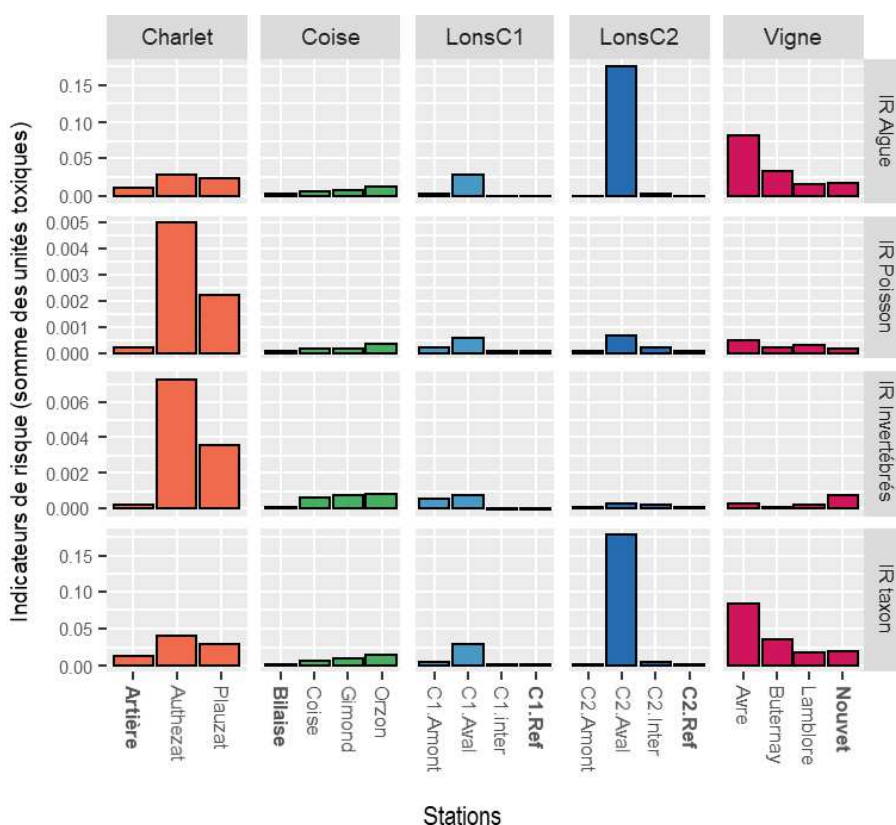 Charlet Coise LonsC1 LonsC2 Vigne
Indicateurs de risque (somme des unités toxiques)
0.15
0.10
0.05
0.00
IR Algue
0.005
0.004
0.003
0.002
0.001
0.000
IR Poisson
0.006
0.004
0.002
0.000
IR Invertébrés
0.15
0.10
0.05
0.00
IR taxon
Artière Authezat Plauzat Bilaise Coise Gimond Orzon C1.Amont C1.Aval C1.inter C1.Ref C2.Amont C2.Aval C2.Inter C2.Ref Avre Buternay Lamblore Nouvet
Stations